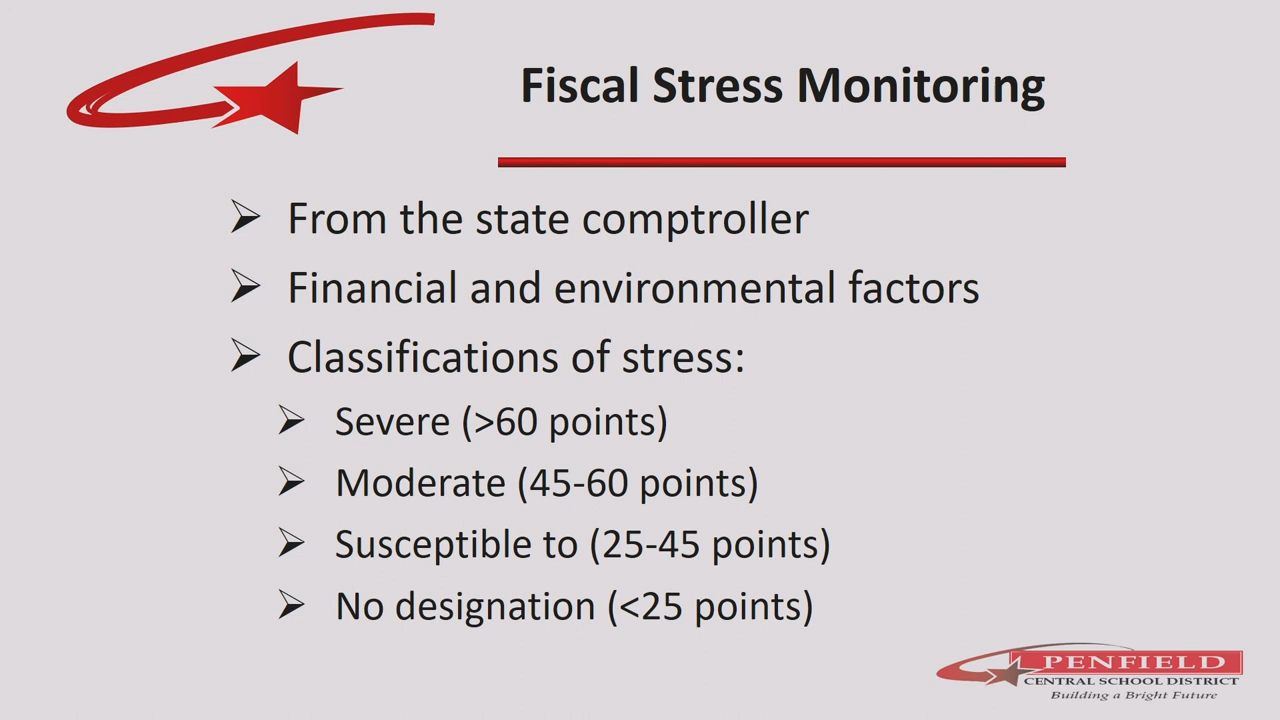 Fiscal Stress Monitoring
➢ From the state comptroller
➢ Financial and environmental factors
➢ Classifications of stress:
➢ Severe (>60 points)
➢ Moderate (45-60 points)
➢ Susceptible to (25-45 points)
➢ No designation (<25 points)
PENFIELD
CENTRAL SCHOOL DISTRICT
Building a Bright Future